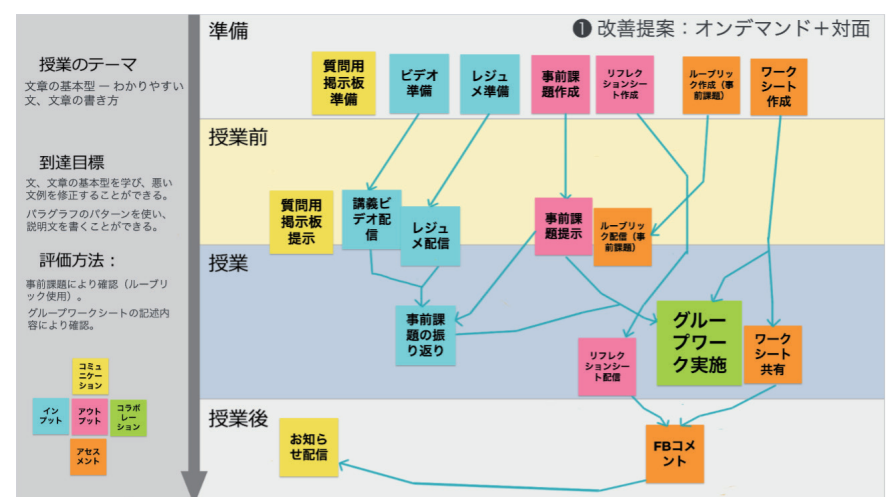 準備
❶ 改善提案：オンデマンド＋対面
授業のテーマ
文章の基本型 ー わかりやすい
文、文章の書き方
到達目標
文、文章の基本型を学び、悪い
文例を修正することができる。
パラグラフのパターンを使い、
説明文を書くことができる。
評価方法：
事前課題により確認（ルーブリ
ック使用）。
グループワークシートの記述内
容により確認。
コミュ
ニケー
ション
イン
プット
アウト
プット
コラボ
レー
ション
アセス
メント
質問用
掲示板
準備
ビデオ
準備
レジュ
メ準備
事前課
題作成
リフレク
ションシー
ト作成
ルーブリッ
ク作成（事
前課題）
ワーク
シート
作成
授業前
質問用
掲示板
提示
講義ビ
デオ配
信
レジュ
メ配信
事前課
題提示
ルーブリッ
ク配信（事
前課題）
授業
事前課
題の振
り返り
リフレク
ションシー
ト配信
グルー
プワー
ク実施
ワーク
シート
共有
授業後
お知ら
せ配信
FBコメ
ント